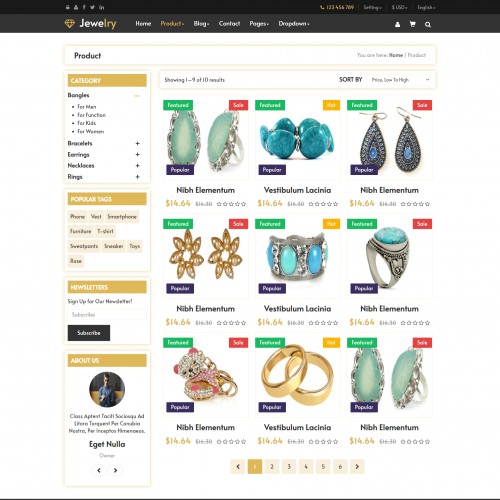 123 456 789 Setting $ USD English
Jewelry Home Product Blog Contact Pages Dropdown
Product You are here: Home / Product
CATEGORY
Bangles
For Men
For Function
For Kids
For Women
Bracelets +
Earrings +
Necklaces +
Rings +
POPULAR TAGS
Phone Vest Smartphone
Furniture T-shirt
Sweatpants Sneaker Toys
Rose
NEWSLETTERS
Sign Up For Our Newsletter!
Subscribe
Subscribe
ABOUT US
Class Aptent Taciti Sociosqu Ad
Litora Torquent Per Conubia
Nostra, Per Inceptos Himenaeos.
Eget Nulla
Owner
Showing 1–9 of 10 results SORT BY Price, Low To High
Featured Sale Featured Hot Featured Sale
Popular Popular
Nibh Elementum Vestibulum Lacinia Nibh Elementum
$14.64 $16.30 $14.64 $16.30 $14.64 $16.30
Featured Sale Featured Hot Featured Sale
Popular
Nibh Elementum Vestibulum Lacinia Nibh Elementum
$14.64 $16.30 $14.64 $16.30 $14.64 $16.30
Featured Sale Featured Hot Featured Sale
Popular Popular Popular
Nibh Elementum Vestibulum Lacinia Nibh Elementum
$14.64 $16.30 $14.64 $16.30 $14.64 $16.30
1 2 3 4 5 6